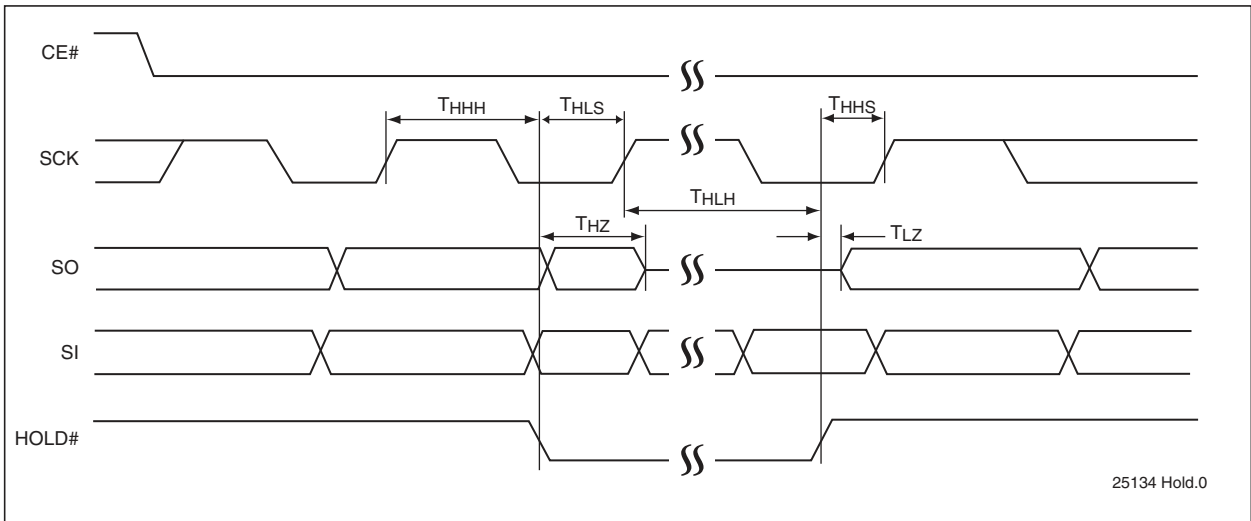 CE#
THHH
THLS
THHS
SCK
THLH
THZ
TLZ
SO
SI
HOLD#
25134 Hold.0